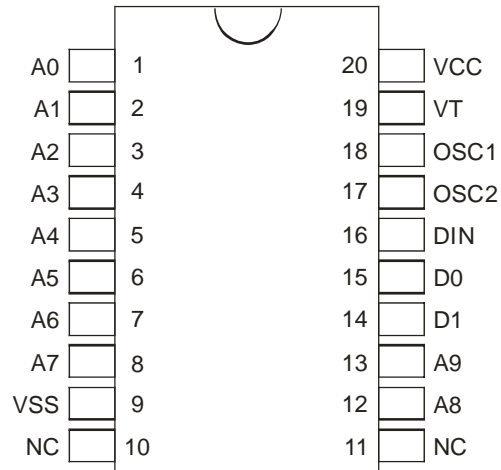 A0 1 20 VCC
A1 2 19 VT
A2 3 18 OSC1
A3 4 17 OSC2
A4 5 16 DIN
A5 6 15 D0
A6 7 14 D1
A7 8 13 A9
VSS 9 12 A8
NC 10 11 NC